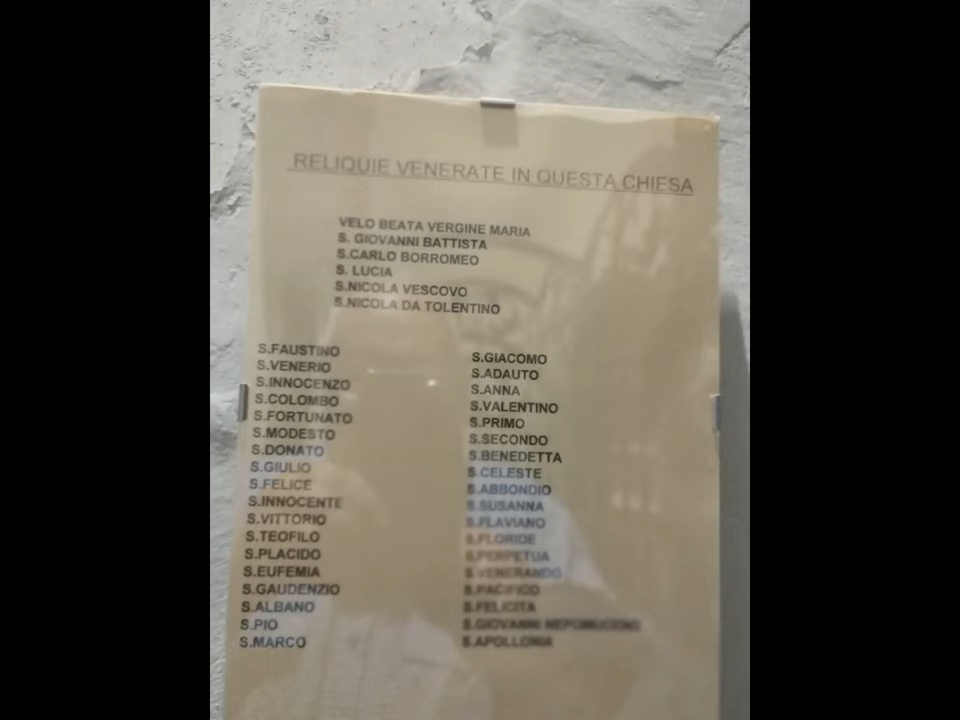 RELIQUIE VENERATE IN QUESTA CHIESA
VELO BEATA VERGINE MARIA
S. GIOVANNI BATTISTA
S.CARLO BORROMEO
S. LUCIA
S.NICOLA VESCOVO
S.NICOLA DA TOLENTINO
S.FAUSTINO
S.VENERIO
S.INNOCENZO
S.COLOMBO
S.FORTUNATO
S.MODESTO
S.DONATO
S.GIULIO
S.FELICE
S.INNOCENTE
S.VITTORIO
S.TEOFILO
S.PLACIDO
S.EUFEMIA
S.GAUDENZIO
S.ALBANO
S.PIO
S.MARCO
S.GIACOMO
S.ADAUTO
S.ANNA
S.VALENTINO
S.PRIMO
S.SECONDO
S.BENEDETTA
S.CELESTE
S.ABBONDIO
S.SUSANNA
S.FLAVIANO
S.FLORIDE
S.PERPETUA
S.VENERANDO
S.PACIFICO
S.FELICITA
S.GIOVANNI NEPOMUCENO
S.APOLLONIA